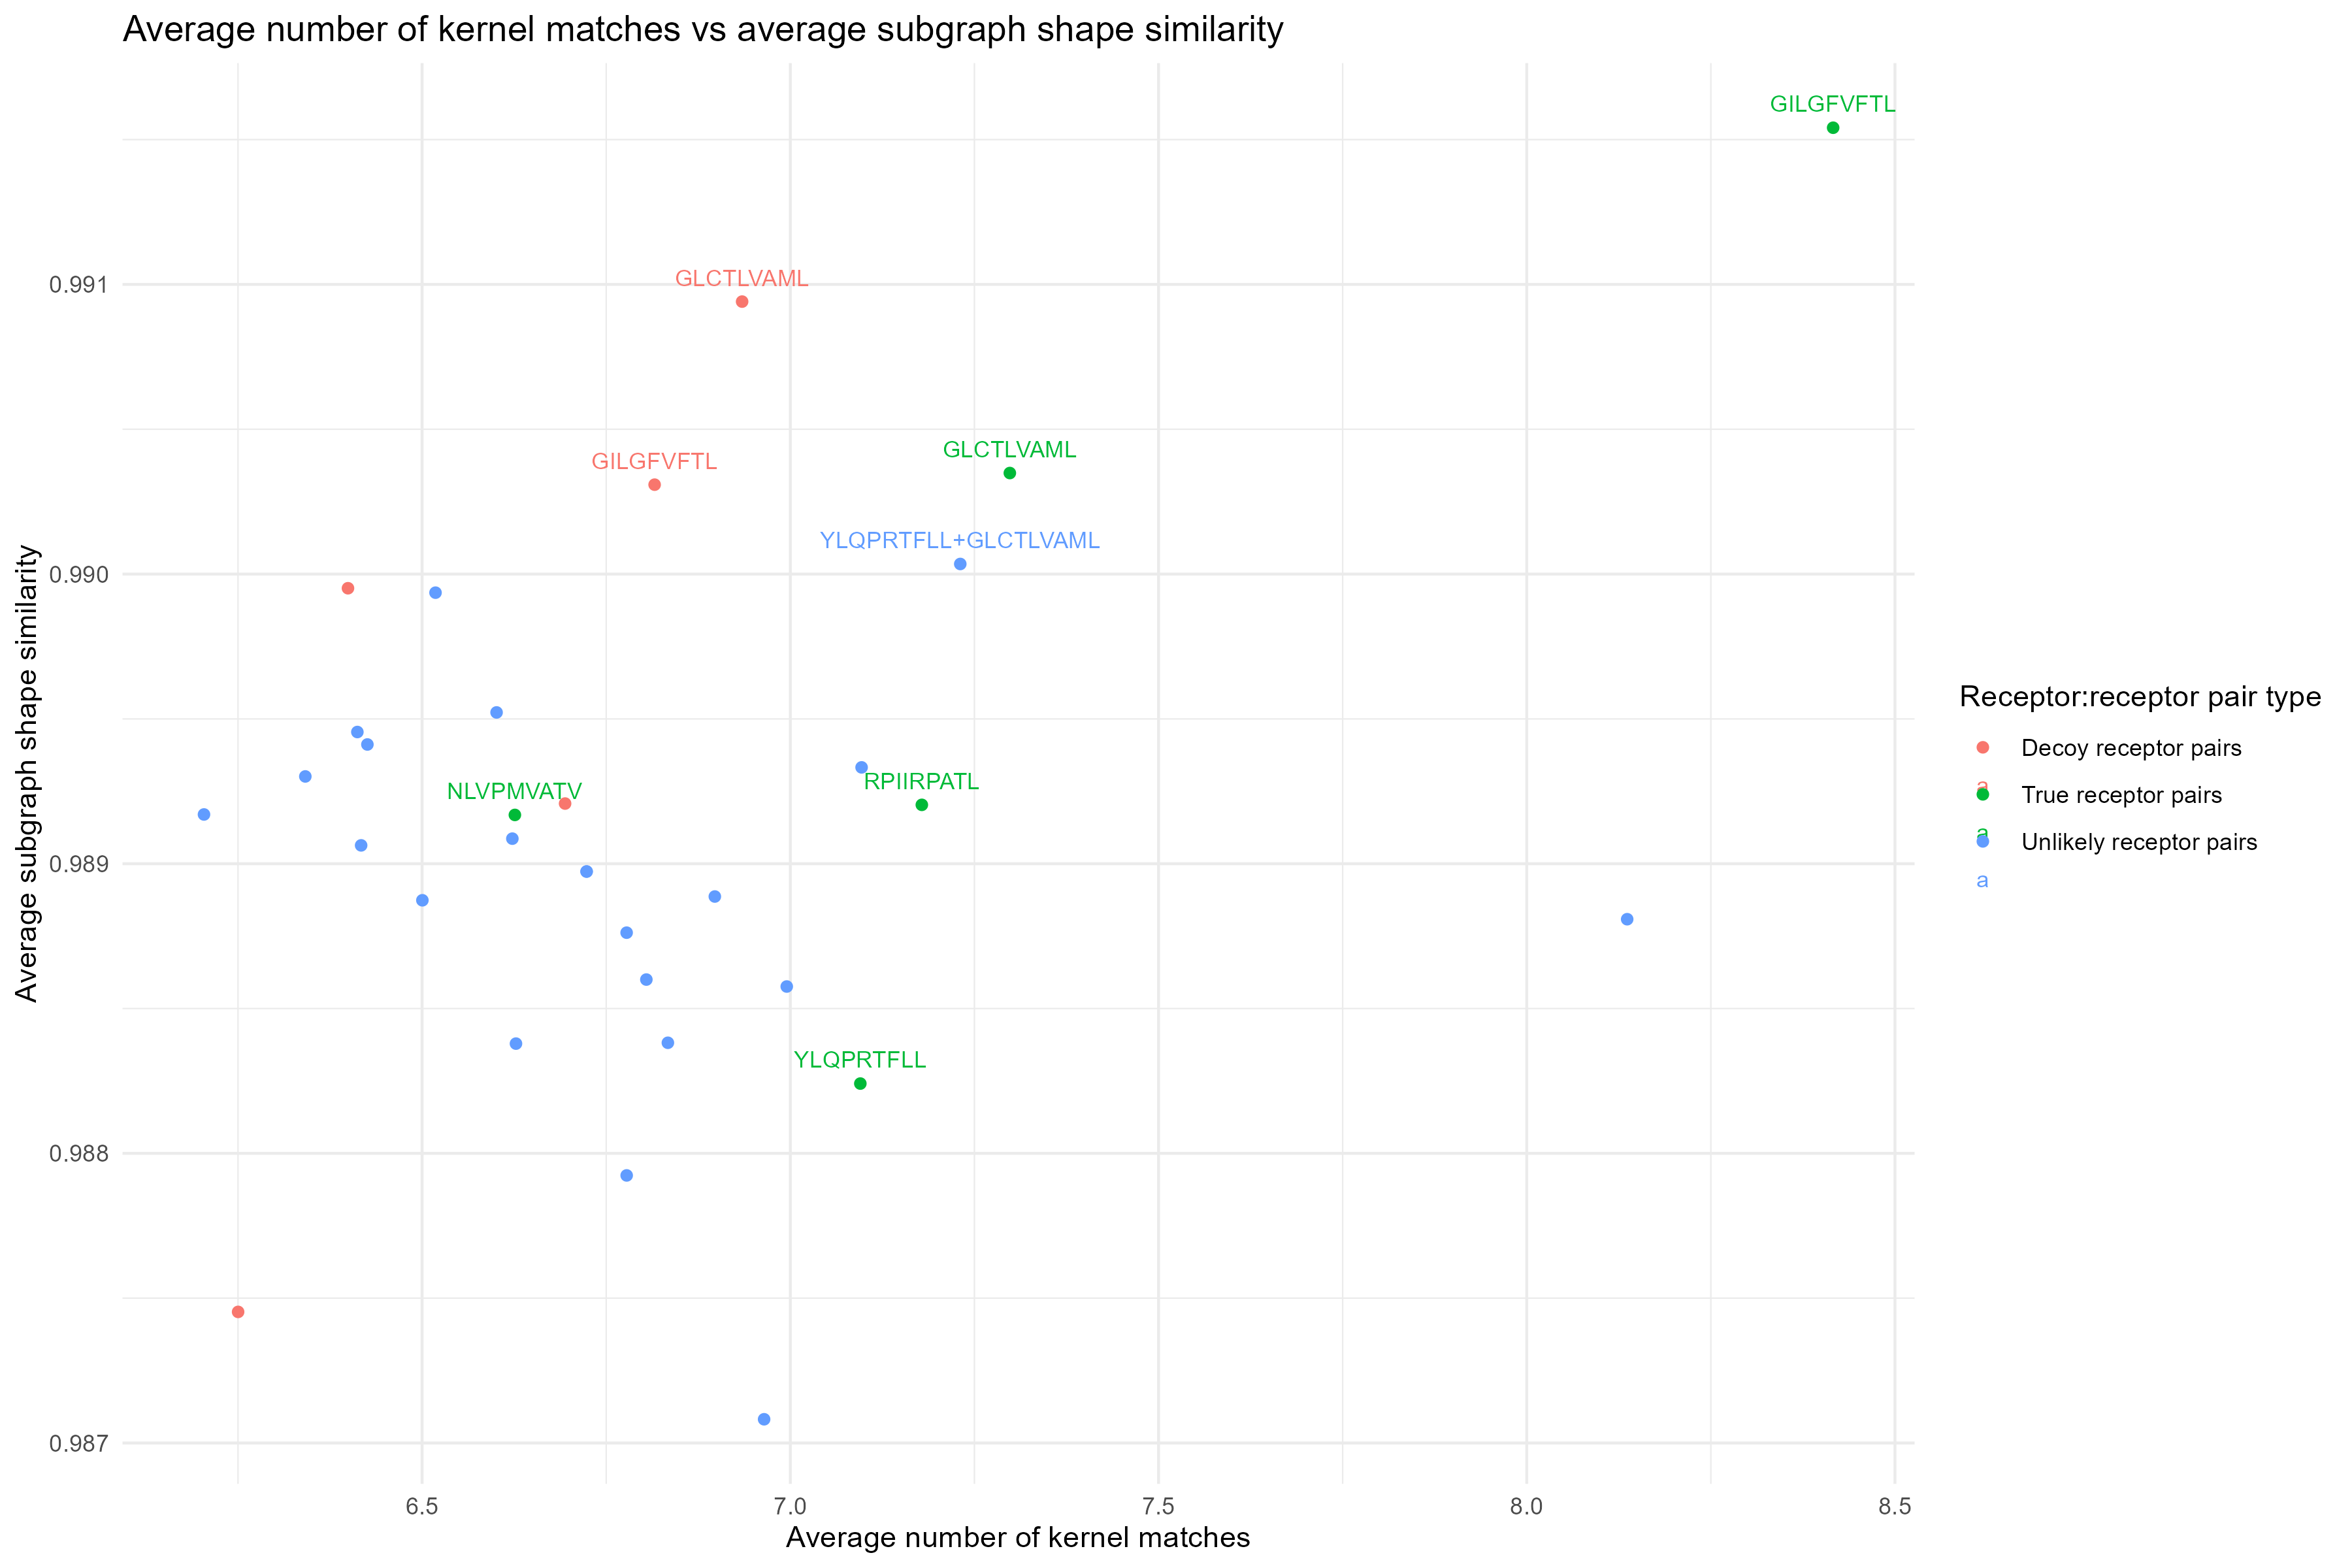 Average number of kernel matches vs average subgraph shape similarity
GILGFVFTL
GLCTLVAML
GILGFVFTL
GLCTLVAML
YLQPRTFLL+GLCTLVAML
NLVPMVATV
RPIIRPATL
YLQPRTFLL
Average subgraph shape similarity
0.991
0.990
0.989
0.988
0.987
6.5
7.0
7.5
8.0
8.5
Average number of kernel matches
Receptor:receptor pair type
Decoy receptor pairs
a
True receptor pairs
a
Unlikely receptor pairs
a